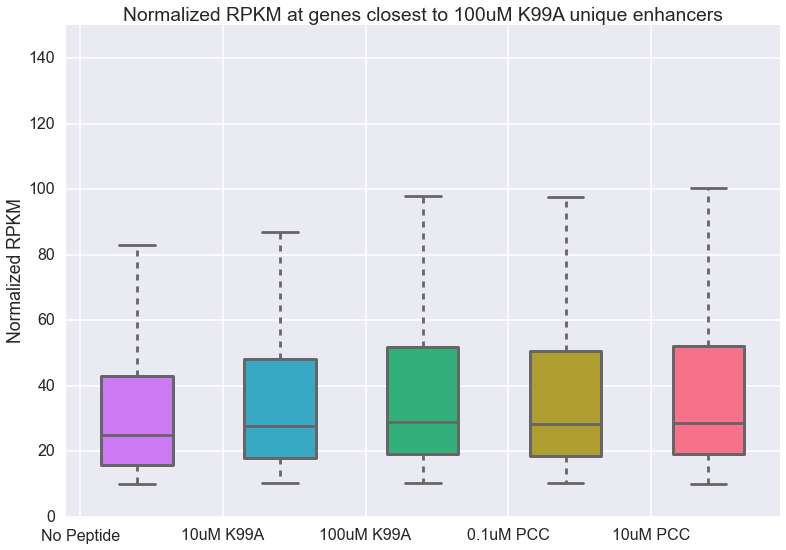 Normalized RPKM at genes closest to 100uM K99A unique enhancers
Normalized RPKM
140
120
100
80
60
40
20
0
No Peptide
10uM K99A
100uM K99A
0.1uM PCC
10uM PCC